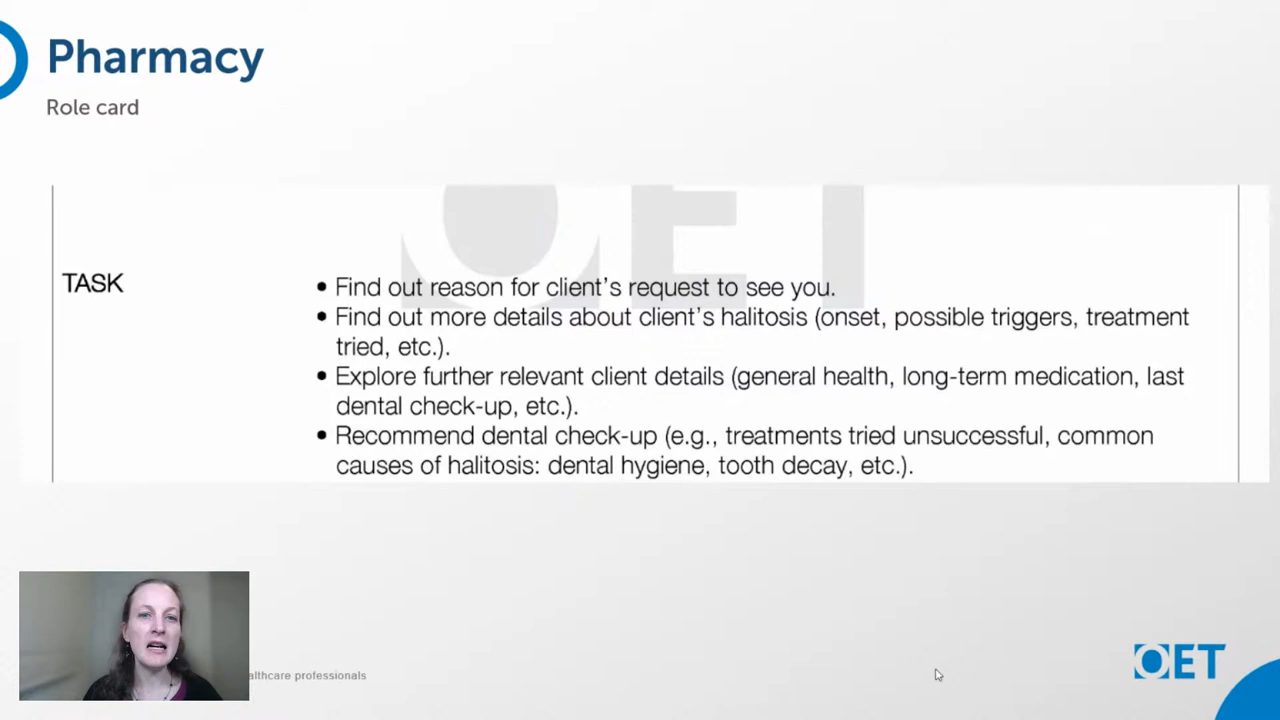 Pharmacy
Role card
OET
TASK
• Find out reason for client's request to see you.
• Find out more details about client's halitosis (onset, possible triggers, treatment
tried, etc.).
• Explore further relevant client details (general health, long-term medication, last
dental check-up, etc.).
• Recommend dental check-up (e.g., treatments tried unsuccessful, common
causes of halitosis: dental hygiene, tooth decay, etc.).
professionals
OET